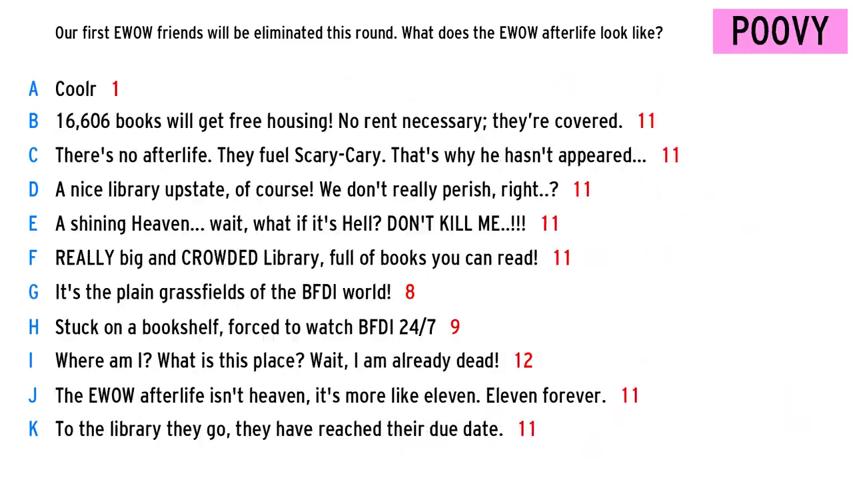 Our first EWOW friends will be eliminated this round. What does the EWOW afterlife look like?
POOVY
A Coolr 1
B 16,606 books will get free housing! No rent necessary; they're covered. 11
C There's no afterlife. They fuel Scary-Cary. That's why he hasn't appeared... 11
D A nice library upstate, of course! We don't really perish, right..? 11
E A shining Heaven... wait, what if it's Hell? DON'T KILL ME..!!! 11
F REALLY big and CROWDED Library, full of books you can read! 11
G It's the plain grassfields of the BFDI world! 8
H Stuck on a bookshelf, forced to watch BFDI 24/7 9
I Where am I? What is this place? Wait, I am already dead! 12
J The EWOW afterlife isn't heaven, it's more like eleven. Eleven forever. 11
K To the library they go, they have reached their due date. 11